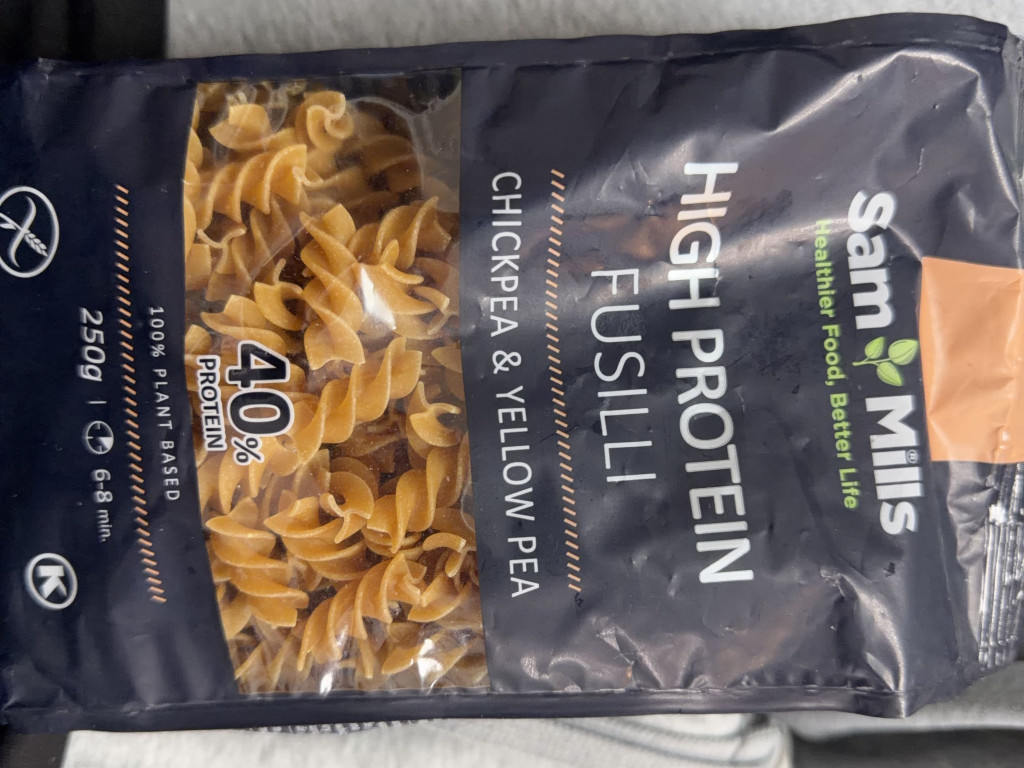 Sam Mills®
Healthier Food, Better Life
HIGH PROTEIN
FUSILLI
CHICKPEA & YELLOW PEA
40%
PROTEIN
100% PLANT BASED
250g | 6-8 min.
K